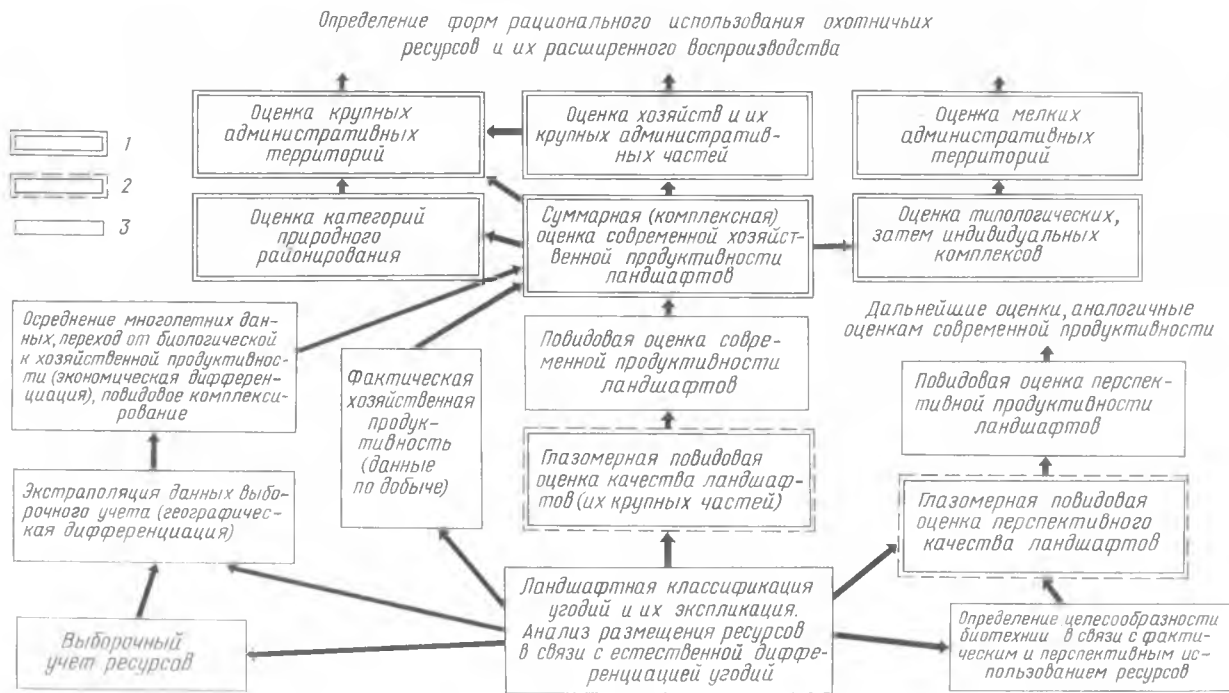 Определение форм рационального использования охотничьих
ресурсов и их расширенного воспроизводства
1
2
3
Оценка крупных
административных
территорий
Оценка хозяйств и их
крупных административ-
ных частей
Оценка мелких
административных
территорий
Оценка категорий
природного
районирования
Суммарная (комплексная)
оценка современной хозяйст-
венной продуктивности
ландшафтов
Оценка типологических,
затем индивидуальных
комплексов
Осреднение многолетних дан-
ных, переход от биологической
к хозяйственной продуктивнос-
ти (экономическая дифферен-
циация), повидовое комплекси-
рование
Фактическая
хозяйственная
продук-
тивность
(данные
по добыче)
Повидовая оценка совре-
менной продуктивности
ландшафтов
Дальнейшие оценки, аналогичные
оценкам современной продуктивности
Повидовая оценка перспек-
тивной продуктивности
ландшафтов
Экстраполяция данных выбо-
рочного учета (географичес-
кая дифференциация)
Глазомерная повидовая
оценка качества ландшаф-
тов (их крупных частей)
Глазомерная повидовая
оценка перспективного
качества ландшафтов
Выборочный
учет ресурсов
Ландшафтная классификация
угодий и их экспликация.
Анализ размещения ресурсов
в связи с естественной диффе-
ренциацией угодий
Определение целесообразности
биотехнии в связи с факти-
ческим и перспективным ис-
пользованием ресурсов